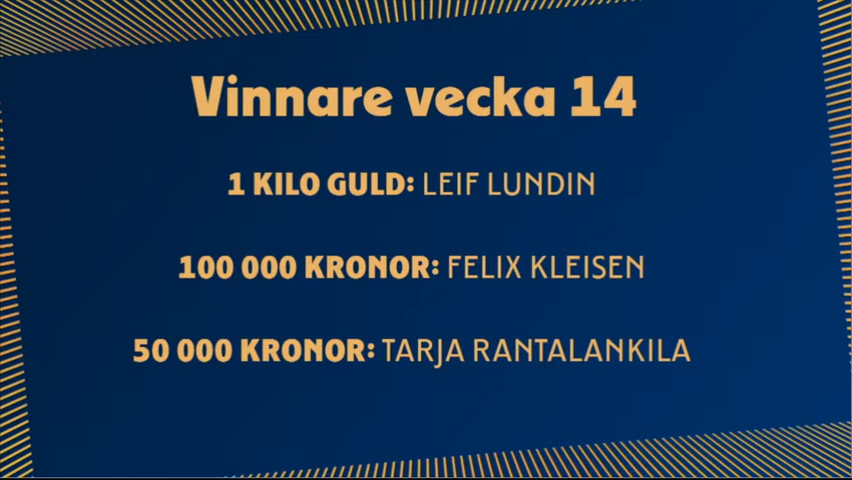 Vinnare vecka 14
1 KILO GULD: LEIF LUNDIN
100 000 KRONOR: FELIX KLEISEN
50 000 KRONOR: TARJA RANTALANKILA